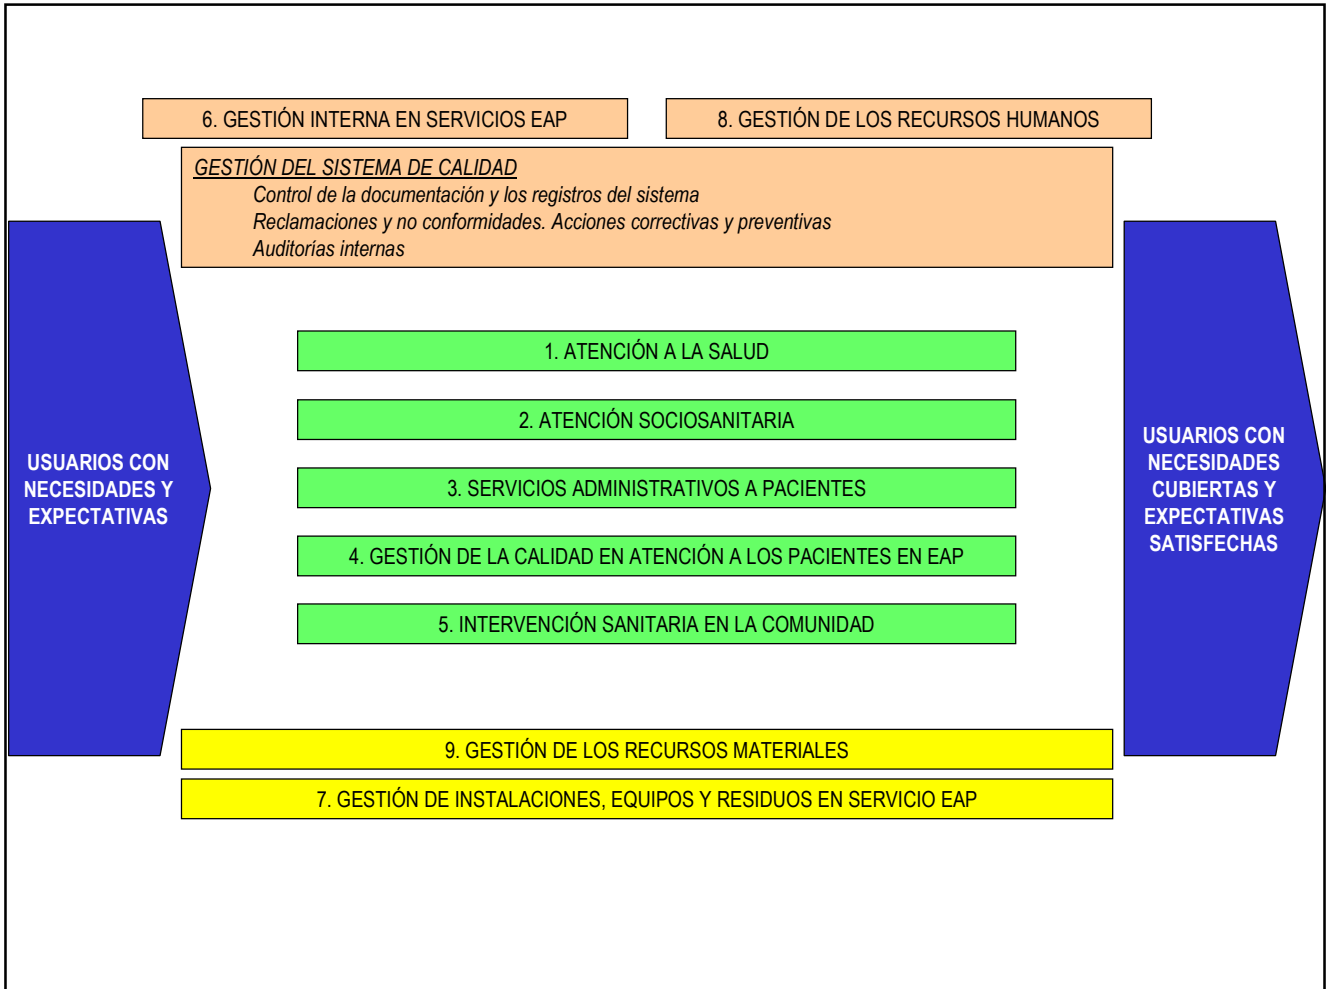 6. GESTIÓN INTERNA EN SERVICIOS EAP
8. GESTIÓN DE LOS RECURSOS HUMANOS
GESTIÓN DEL SISTEMA DE CALIDAD
Control de la documentación y los registros del sistema
Reclamaciones y no conformidades. Acciones correctivas y preventivas
Auditorías internas
USUARIOS CON
NECESIDADES Y
EXPECTATIVAS
1. ATENCIÓN A LA SALUD
2. ATENCIÓN SOCIOSANITARIA
3. SERVICIOS ADMINISTRATIVOS A PACIENTES
4. GESTIÓN DE LA CALIDAD EN ATENCIÓN A LOS PACIENTES EN EAP
5. INTERVENCIÓN SANITARIA EN LA COMUNIDAD
USUARIOS CON
NECESIDADES
CUBIERTAS Y
EXPECTATIVAS
SATISFECHAS
9. GESTIÓN DE LOS RECURSOS MATERIALES
7. GESTIÓN DE INSTALACIONES, EQUIPOS Y RESIDUOS EN SERVICIO EAP